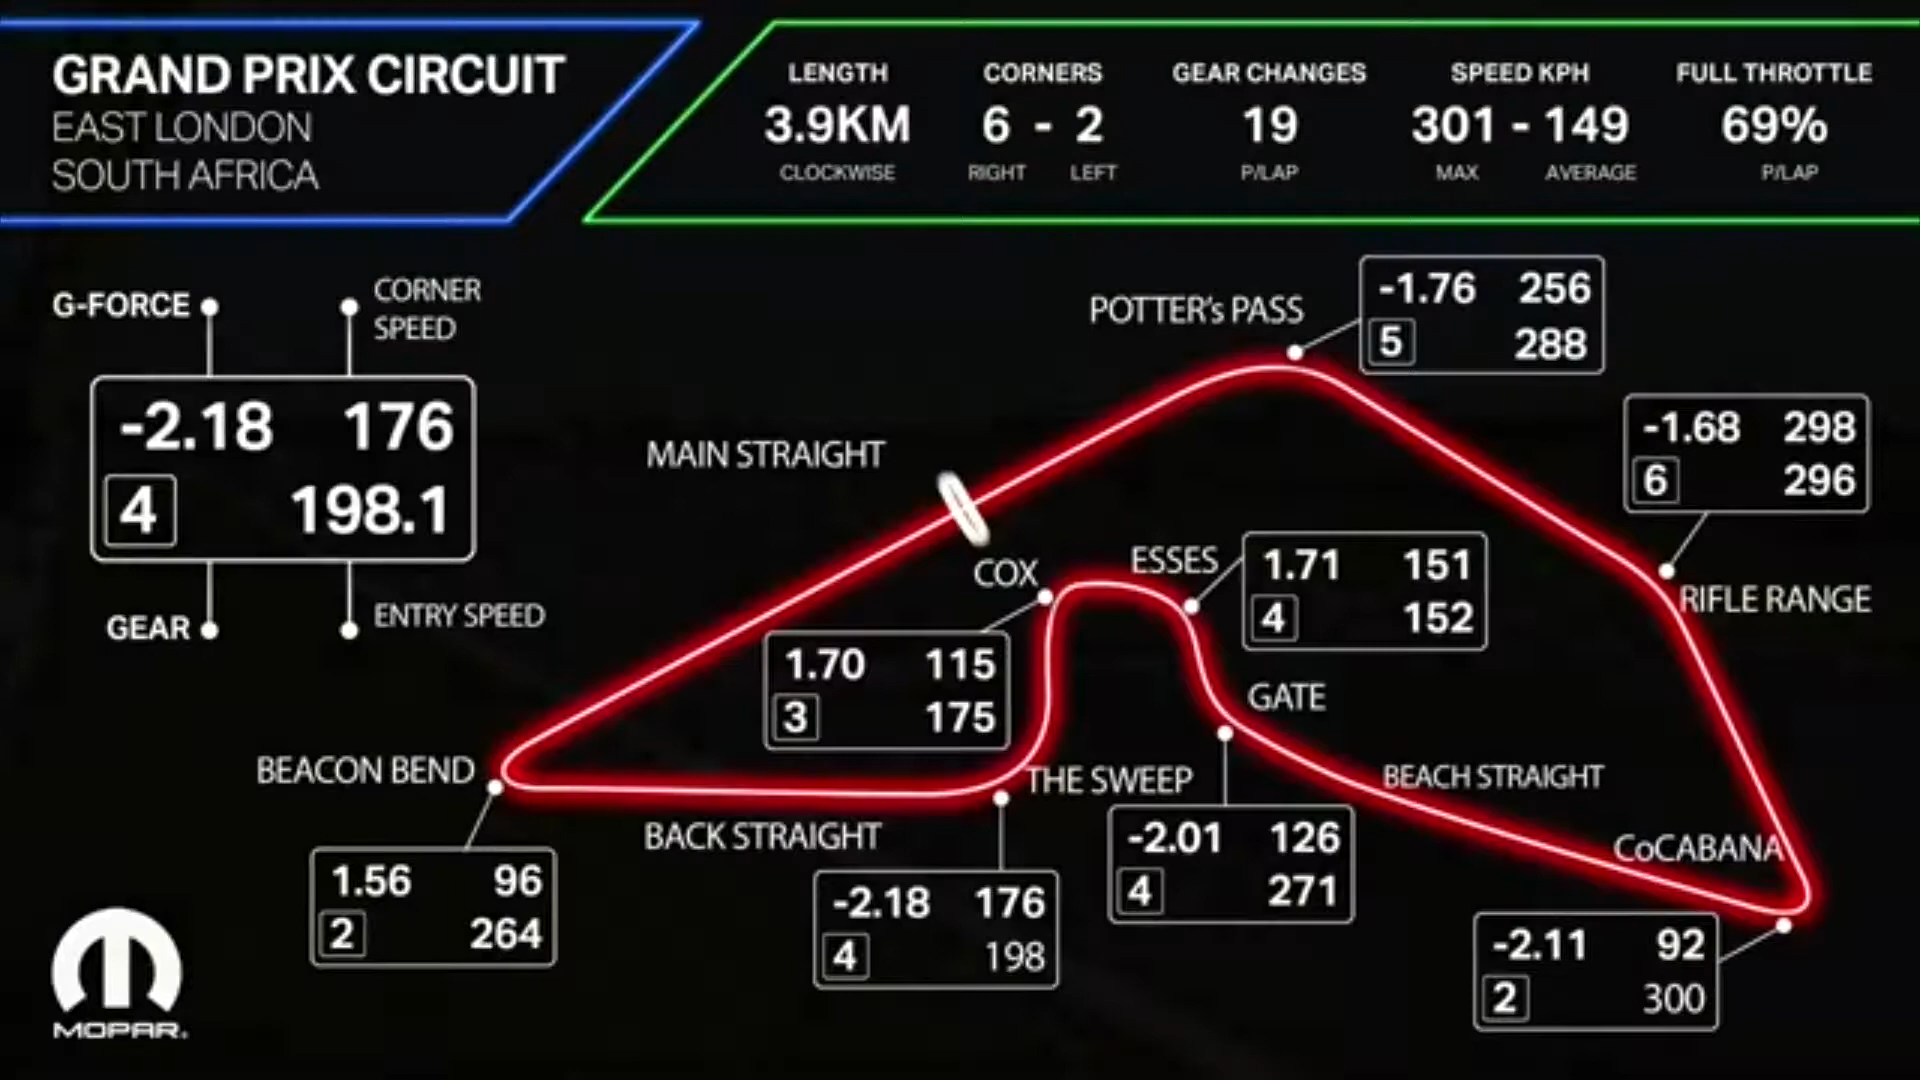 GRAND PRIX CIRCUIT
EAST LONDON
SOUTH AFRICA
LENGTH
3.9KM
CLOCKWISE
CORNERS
6 - 2
RIGHT LEFT
GEAR CHANGES
19
P/LAP
SPEED KPH
301 - 149
MAX AVERAGE
FULL THROTTLE
69%
P/LAP
G-FORCE
CORNER
SPEED
-2.18 176
4 198.1
GEAR
ENTRY SPEED
POTTER's PASS
-1.76 256
5 288
-1.68 298
6 296
RIFLE RANGE
MAIN STRAIGHT
COX
1.70 115
3 175
ESSES
1.71 151
4 152
GATE
-2.01 126
4 271
BEACH STRAIGHT
CoCABANA
-2.11 92
2 300
THE SWEEP
-2.18 176
4 198
BACK STRAIGHT
BEACON BEND
1.56 96
2 264
MOPAR.